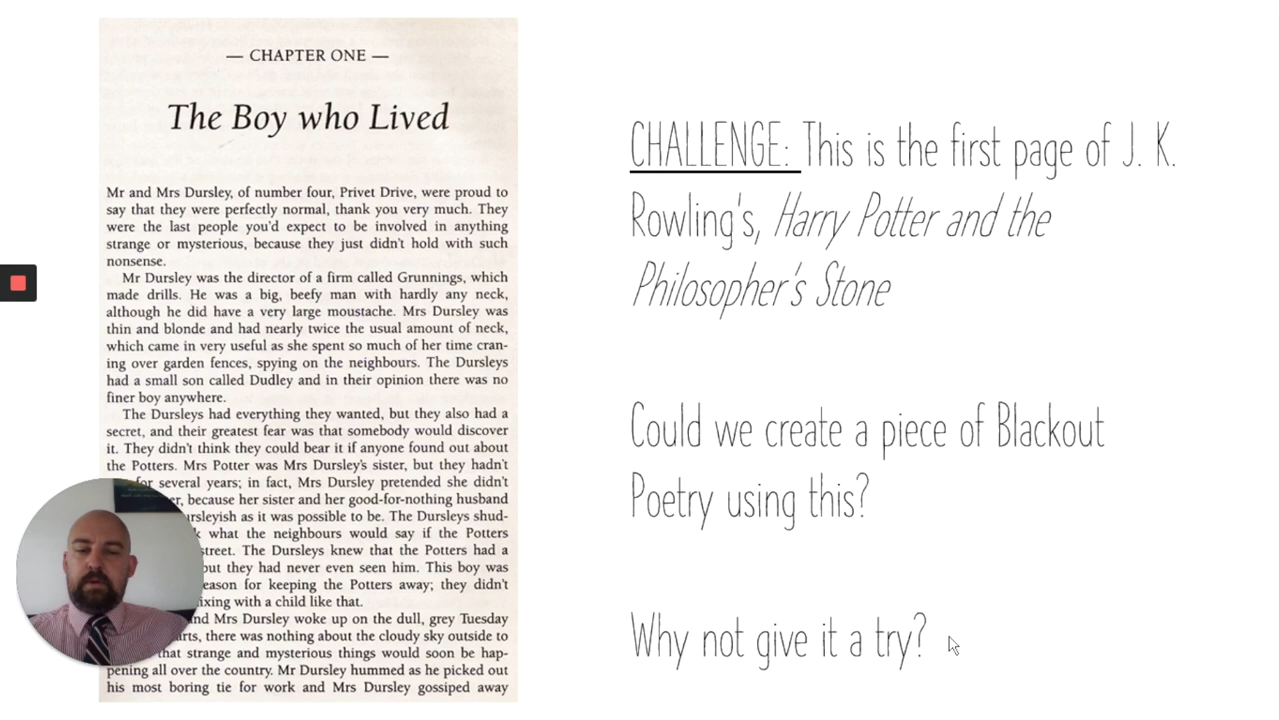 — CHAPTER ONE —
The Boy who Lived
Mr and Mrs Dursley, of number four, Privet Drive, were proud to
say that they were perfectly normal, thank you very much. They
were the last people you'd expect to be involved in anything
strange or mysterious, because they just didn't hold with such
nonsense.
Mr Dursley was the director of a firm called Grunnings, which
made drills. He was a big, beefy man with hardly any neck,
although he did have a very large moustache. Mrs Dursley was
thin and blonde and had nearly twice the usual amount of neck,
which came in very useful as she spent so much of her time cran-
ing over garden fences, spying on the neighbours. The Dursleys
had a small son called Dudley and in their opinion there was no
finer boy anywhere.
The Dursleys had everything they wanted, but they also had a
secret, and their greatest fear was that somebody would discover
it. They didn't think they could bear it if anyone found out about
the Potters. Mrs Potter was Mrs Dursley's sister, but they hadn't
for several years; in fact, Mrs Dursley pretended she didn't
because her sister and her good-for-nothing husband
as it was possible to be. The Dursleys shud-
what the neighbours would say if the Potters
street. The Dursleys knew that the Potters had a
but they had never even seen him. This boy was
for keeping the Potters away; they didn't
with a child like that.
Mrs Dursley woke up on the dull, grey Tuesday
there was nothing about the cloudy sky outside to
that strange and mysterious things would soon be hap-
pening all over the country. Mr Dursley hummed as he picked out
his most boring tie for work and Mrs Dursley gossiped away
CHALLENGE: This is the first page of J. K.
Rowling's, Harry Potter and the
Philosopher's Stone
Could we create a piece of Blackout
Poetry using this?
Why not give it a try?